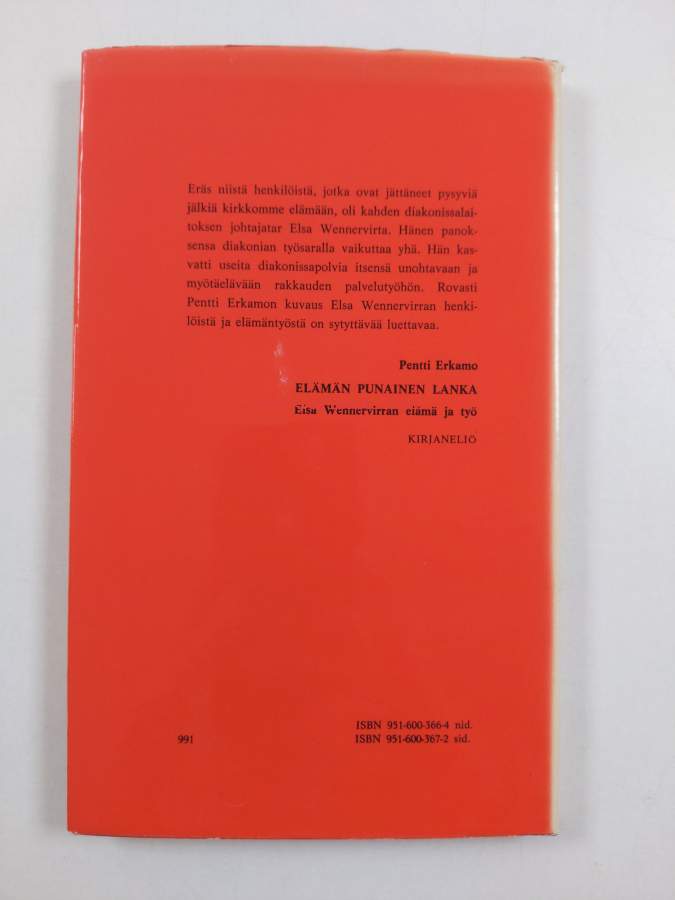 Eräs niistä henkilöistä, jotka ovat jättäneet pysyviä
jälkiä kirkkomme elämään, oli kahden diakonissalai-
toksen johtajatar Elsa Wennervirta. Hänen panok-
sensa diakonian työsaralla vaikuttaa yhä. Hän kas-
vatti useita diakonissapolvia itsensä unohtavaan ja
myötäelävään rakkauden palvelutyöhön. Rovasti
Pentti Erkamon kuvaus Elsa Wennervirran henki-
löistä ja elämäntyöstä on sytyttävää luettavaa.
Pentti Erkamo
ELÄMÄN PUNAINEN LANKA
Elsa Wennervirran elämä ja työ
KIRJANELIÖ
ISBN 951-600-366-4 nid.
991 ISBN 951-600-367-2 sid.